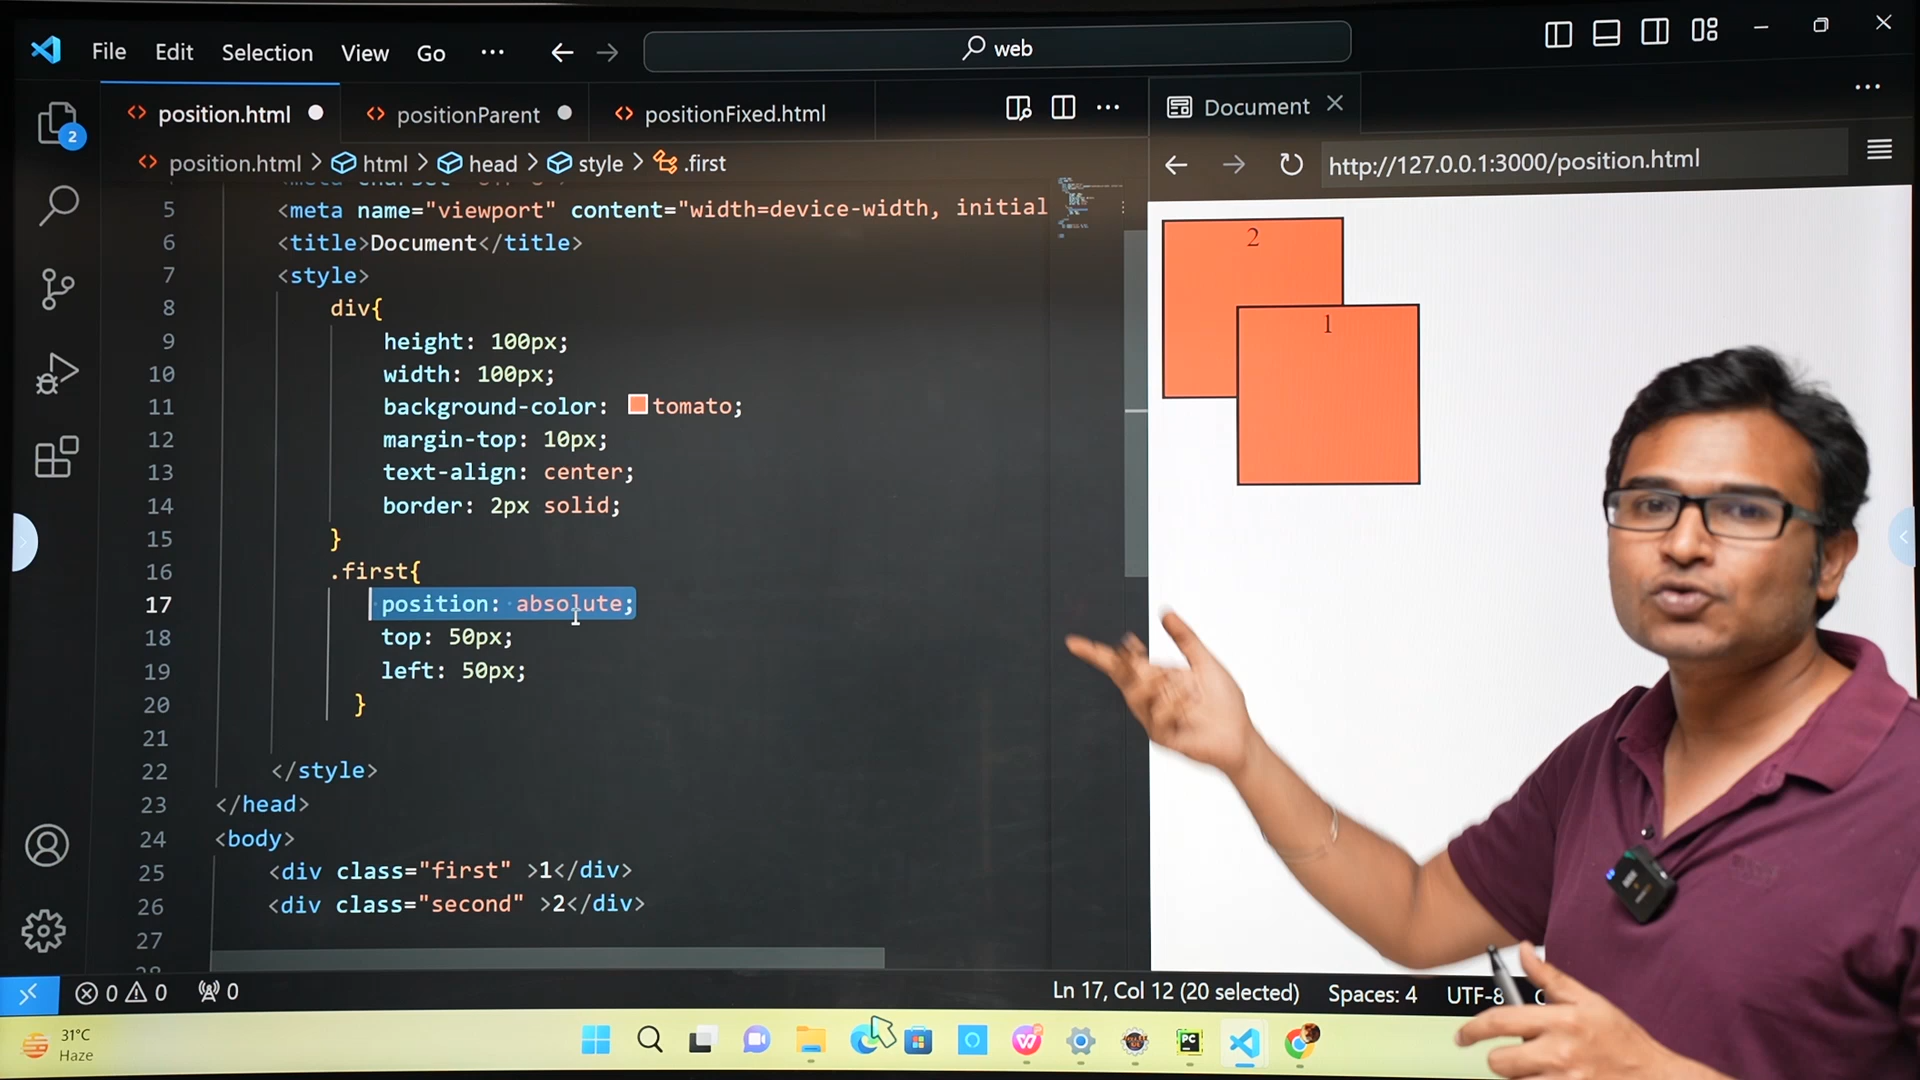 File Edit Selection View Go ··· web
position.html positionParent positionFixed.html Document
position.html > html > head > style > .first
http://127.0.0.1:3000/position.html
2
5 <meta name="viewport" content="width=device-width, initial
6 <title>Document</title>
7 <style>
8 div{
9 height: 100px;
10 width: 100px;
11 background-color: tomato;
12 margin-top: 10px;
13 text-align: center;
14 border: 2px solid;
15 }
16 .first{
17 position: absolute;
18 top: 50px;
19 left: 50px;
20 }
21
22 </style>
23 </head>
24 <body>
25 <div class="first" >1</div>
26 <div class="second" >2</div>
27
2
1
0 0 0
Ln 17, Col 12 (20 selected) Spaces: 4 UTF-8
31°C
Haze
PC